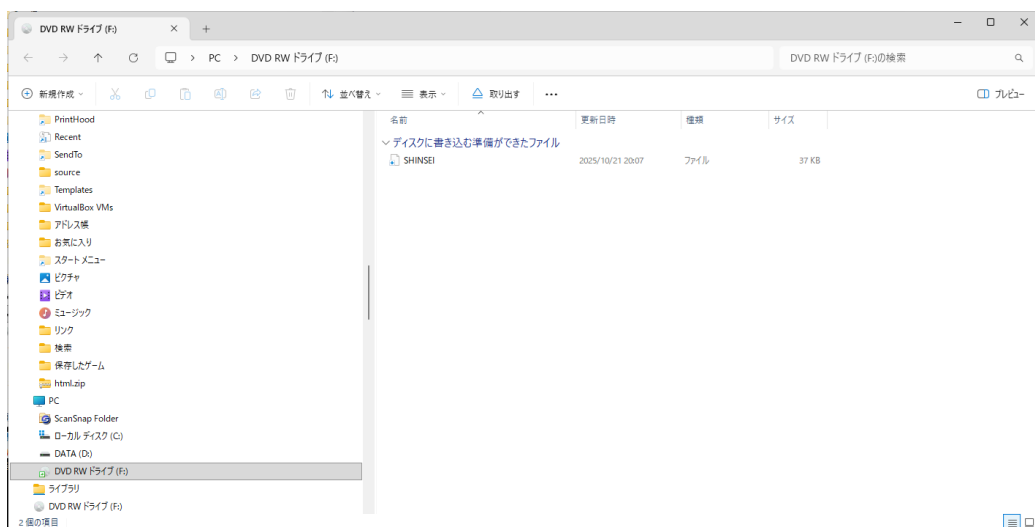 DVD RW ドライブ (F:)
PC > DVD RW ドライブ (F:)
DVD RW ドライブ (F:)の検索
新規作成
並べ替え
表示
取り出す
プレビュー
PrintHood
Recent
SendTo
source
Templates
VirtualBox VMs
アドレス帳
お気に入り
スタート メニュー
ピクチャ
ビデオ
ミュージック
リンク
検索
保存したゲーム
html.zip
PC
ScanSnap Folder
ローカル ディスク (C:)
DATA (D:)
DVD RW ドライブ (F:)
ライブラリ
DVD RW ドライブ (F:)
名前 更新日時 種類 サイズ
ディスクに書き込む準備ができたファイル
SHINSEI 2025/10/21 20:07 ファイル 37 KB
2 個の項目